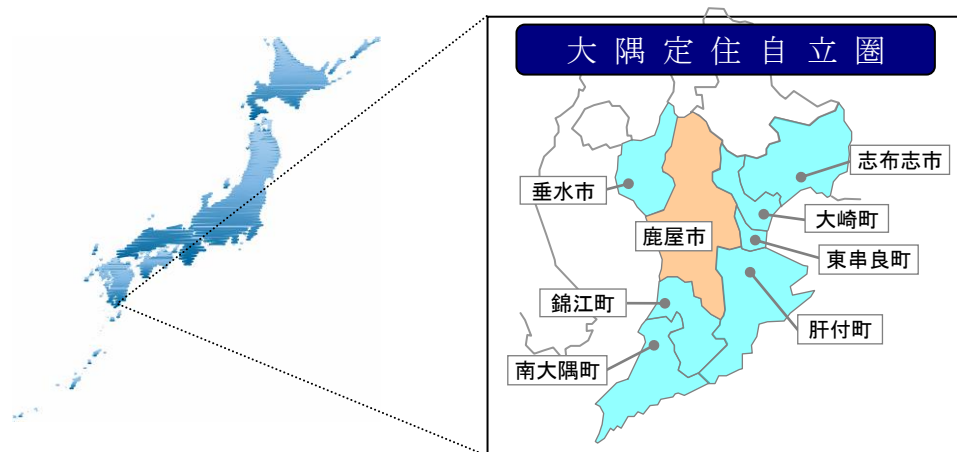 大隅定住自立圏
志布志市
垂水市
大崎町
鹿屋市
東串良町
錦江町
肝付町
南大隅町